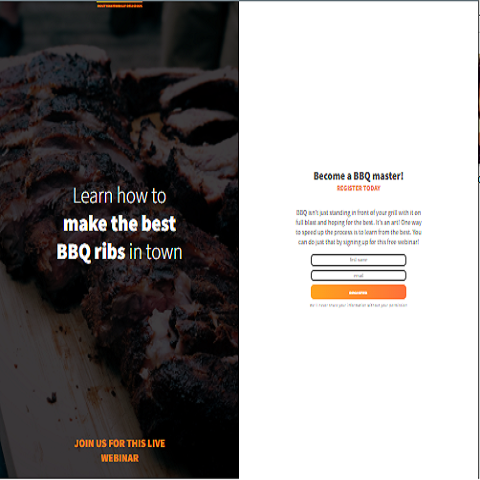 Learn how to
make the best
BBQ ribs in town
JOIN US FOR THIS LIVE
WEBINAR
Become a BBQ master!
REGISTER TODAY
BBQ isn't just standing in front of your grill with it on
full blast and hoping for the best. It's an art! One way
to speed up the process is to learn from the best. You
can do just that by signing up for this free webinar!
first name
email